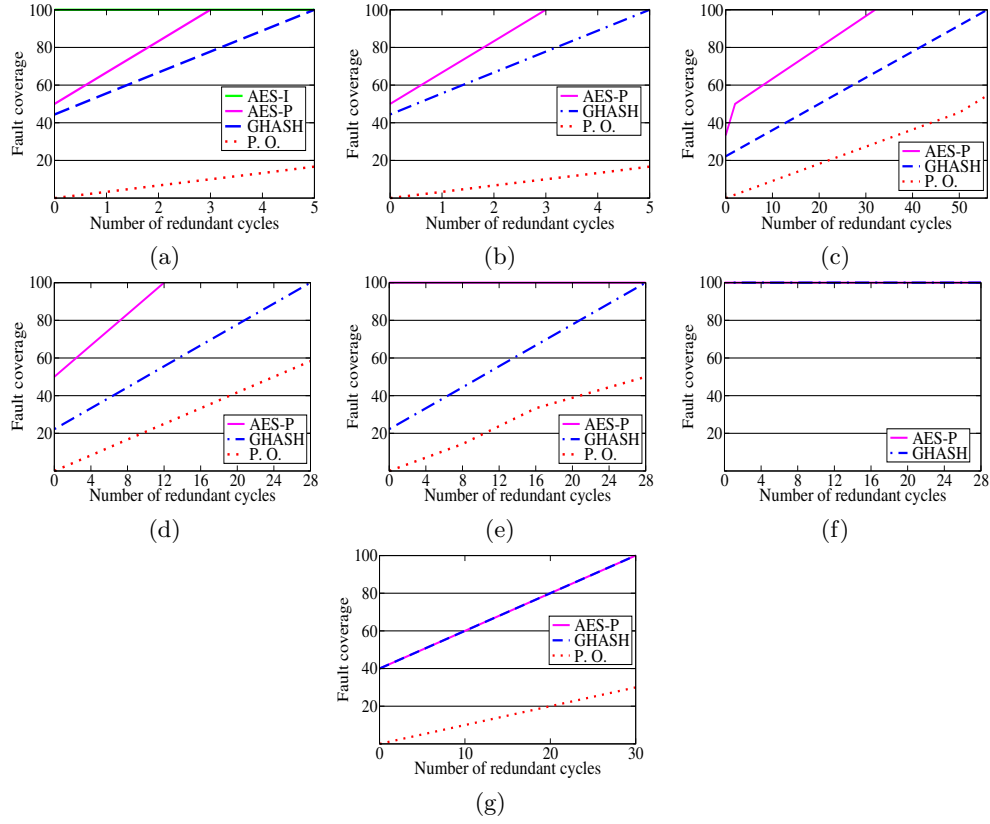 100
80
60
40
20
Fault coverage
AES-I
AES-P
GHASH
P. O.
0 1 2 3 4 5
Number of redundant cycles
(a)
100
80
60
40
20
Fault coverage
AES-P
GHASH
P. O.
0 1 2 3 4 5
Number of redundant cycles
(b)
100
80
60
40
20
Fault coverage
AES-P
GHASH
P. O.
0 10 20 30 40 50
Number of redundant cycles
(c)
100
80
60
40
20
Fault coverage
AES-P
GHASH
P. O.
0 4 8 12 16 20 24 28
Number of redundant cycles
(d)
100
80
60
40
20
Fault coverage
AES-P
GHASH
P. O.
0 4 8 12 16 20 24 28
Number of redundant cycles
(e)
100
80
60
40
20
Fault coverage
AES-P
GHASH
0 4 8 12 16 20 24 28
Number of redundant cycles
(f)
100
80
60
40
20
Fault coverage
AES-P
GHASH
P. O.
0 10 20 30
Number of redundant cycles
(g)